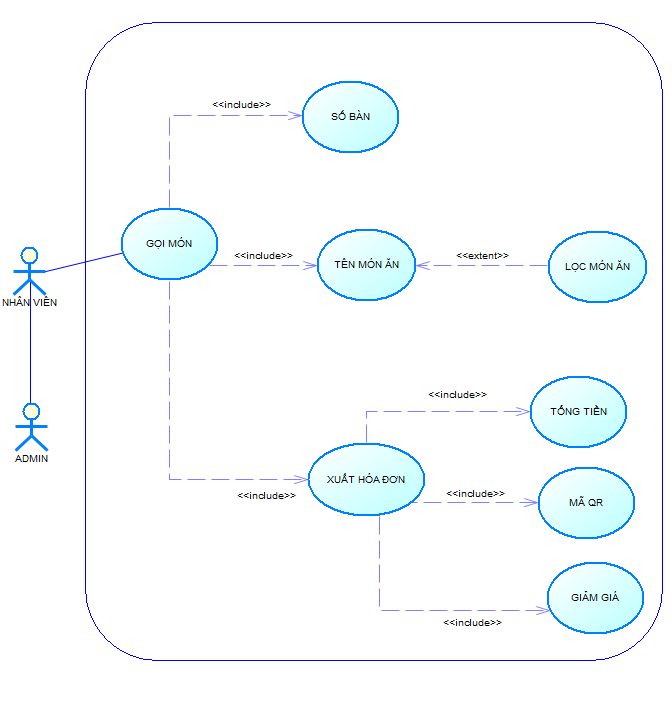 <<include>>
SỐ BÀN
GỌI MÓN
<<include>>
TÊN MÓN ĂN
<<extent>>
LỌC MÓN ĂN
NHÂN VIÊN
<<include>>
TỔNG TIỀN
ADMIN
XUẤT HÓA ĐƠN
<<include>>
<<include>>
MÃ QR
GIẢM GIÁ
<<include>>